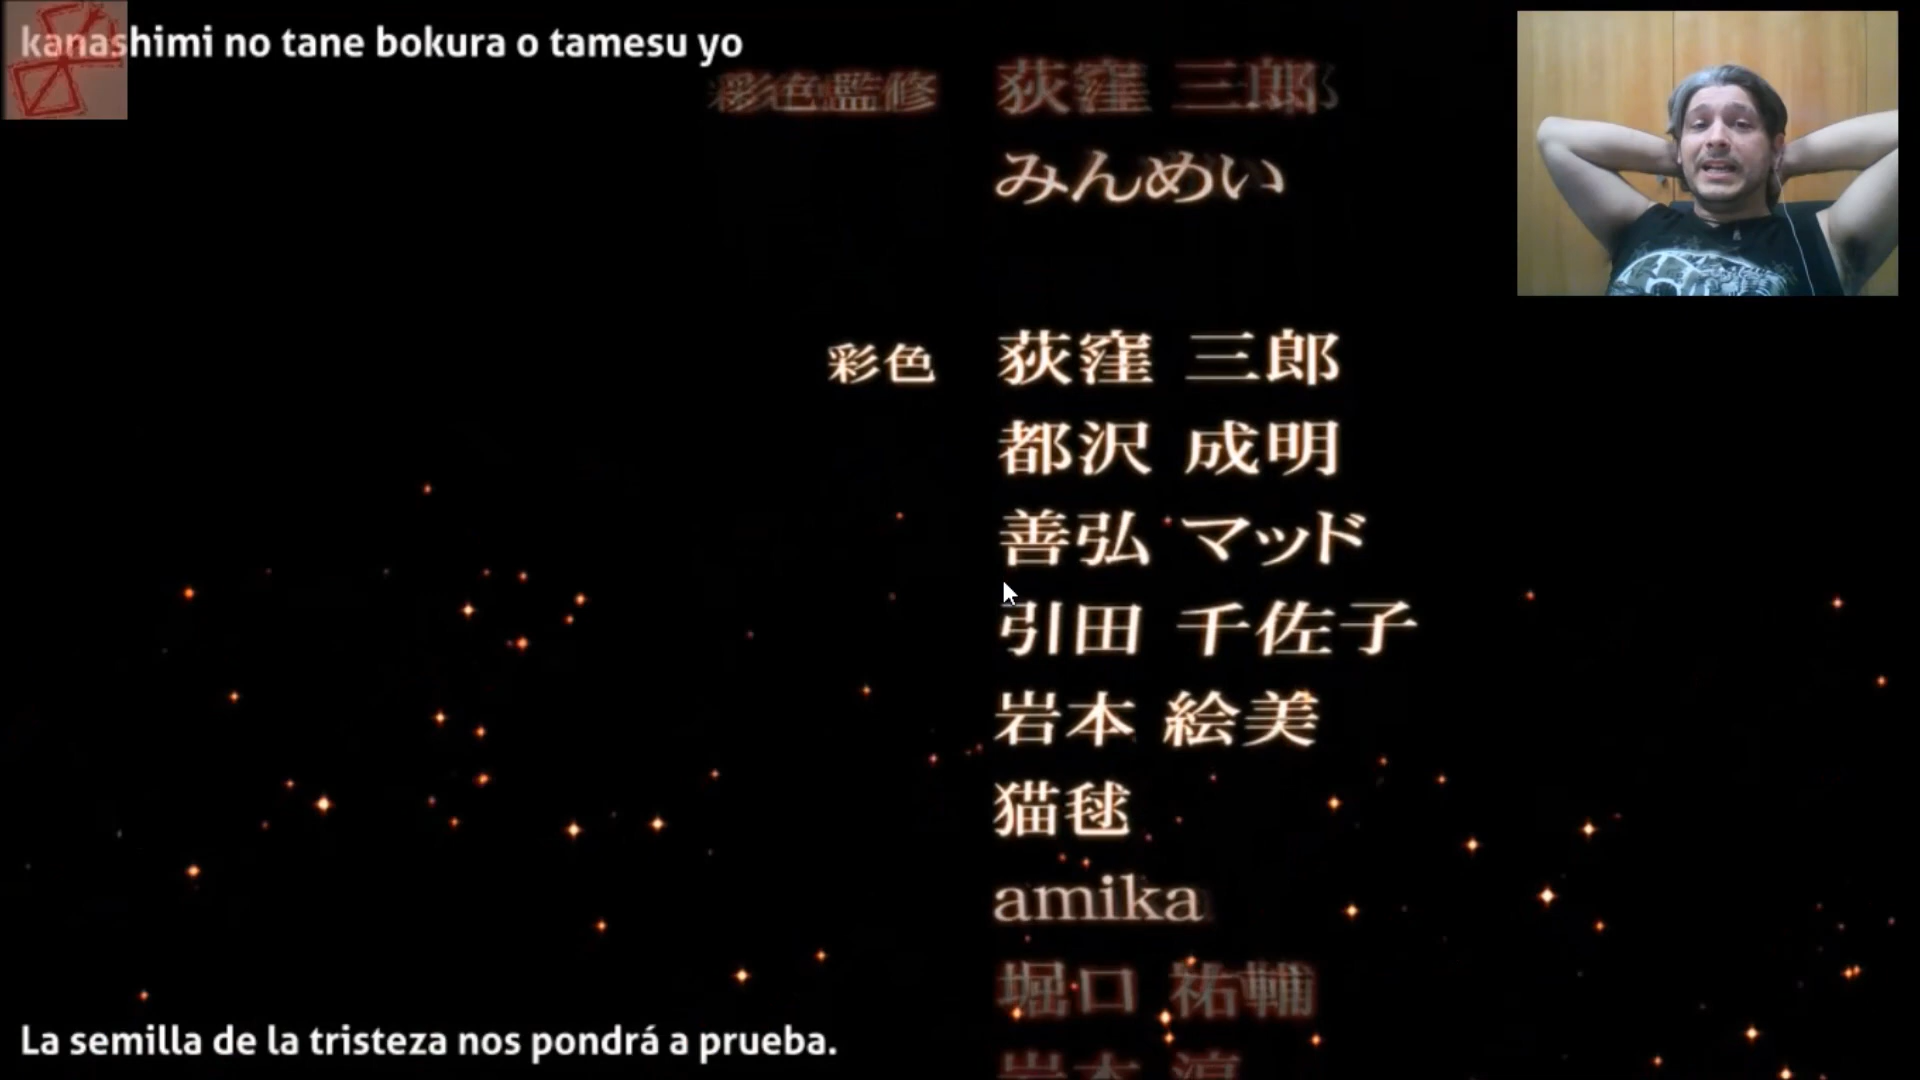 kanashimi no tane bokura o tamesu yo
彩色監修 荻窪 三郎
みんめい
彩色 荻窪 三郎
都沢 成明
善弘 マッド
引田 千佐子
岩本 絵美
猫毬
amika
堀口 祐輔
La semilla de la tristeza nos pondrá a prueba.